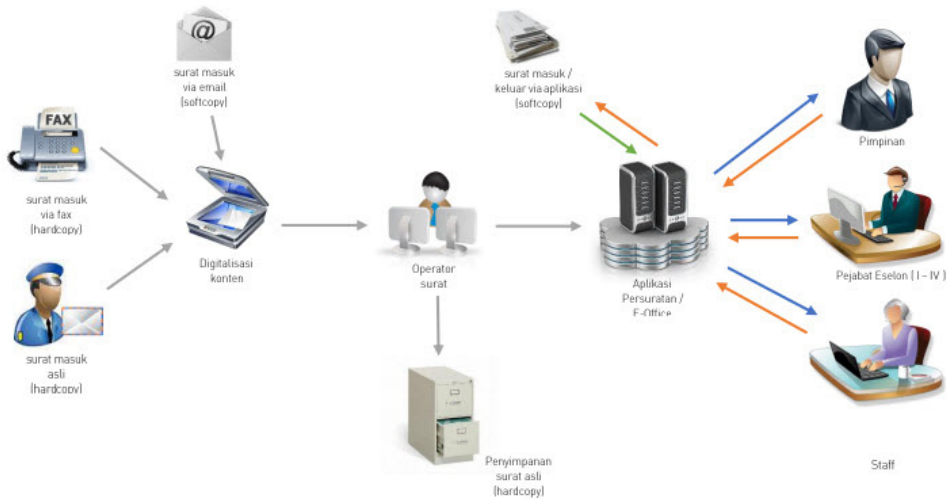 @
surat masuk
via email
(softcopy)
surat masuk /
keluar via aplikasi
(softcopy)
FAX
surat masuk
via fax
(hardcopy)
Pimpinan
Digitalisasi
konten
Operator
surat
Aplikasi
Persuratan /
E-Office
Pejabat Eselon ( I - IV )
surat masuk
asli
(hardcopy)
Penyimpanan
surat asli
(hardcopy)
Staff